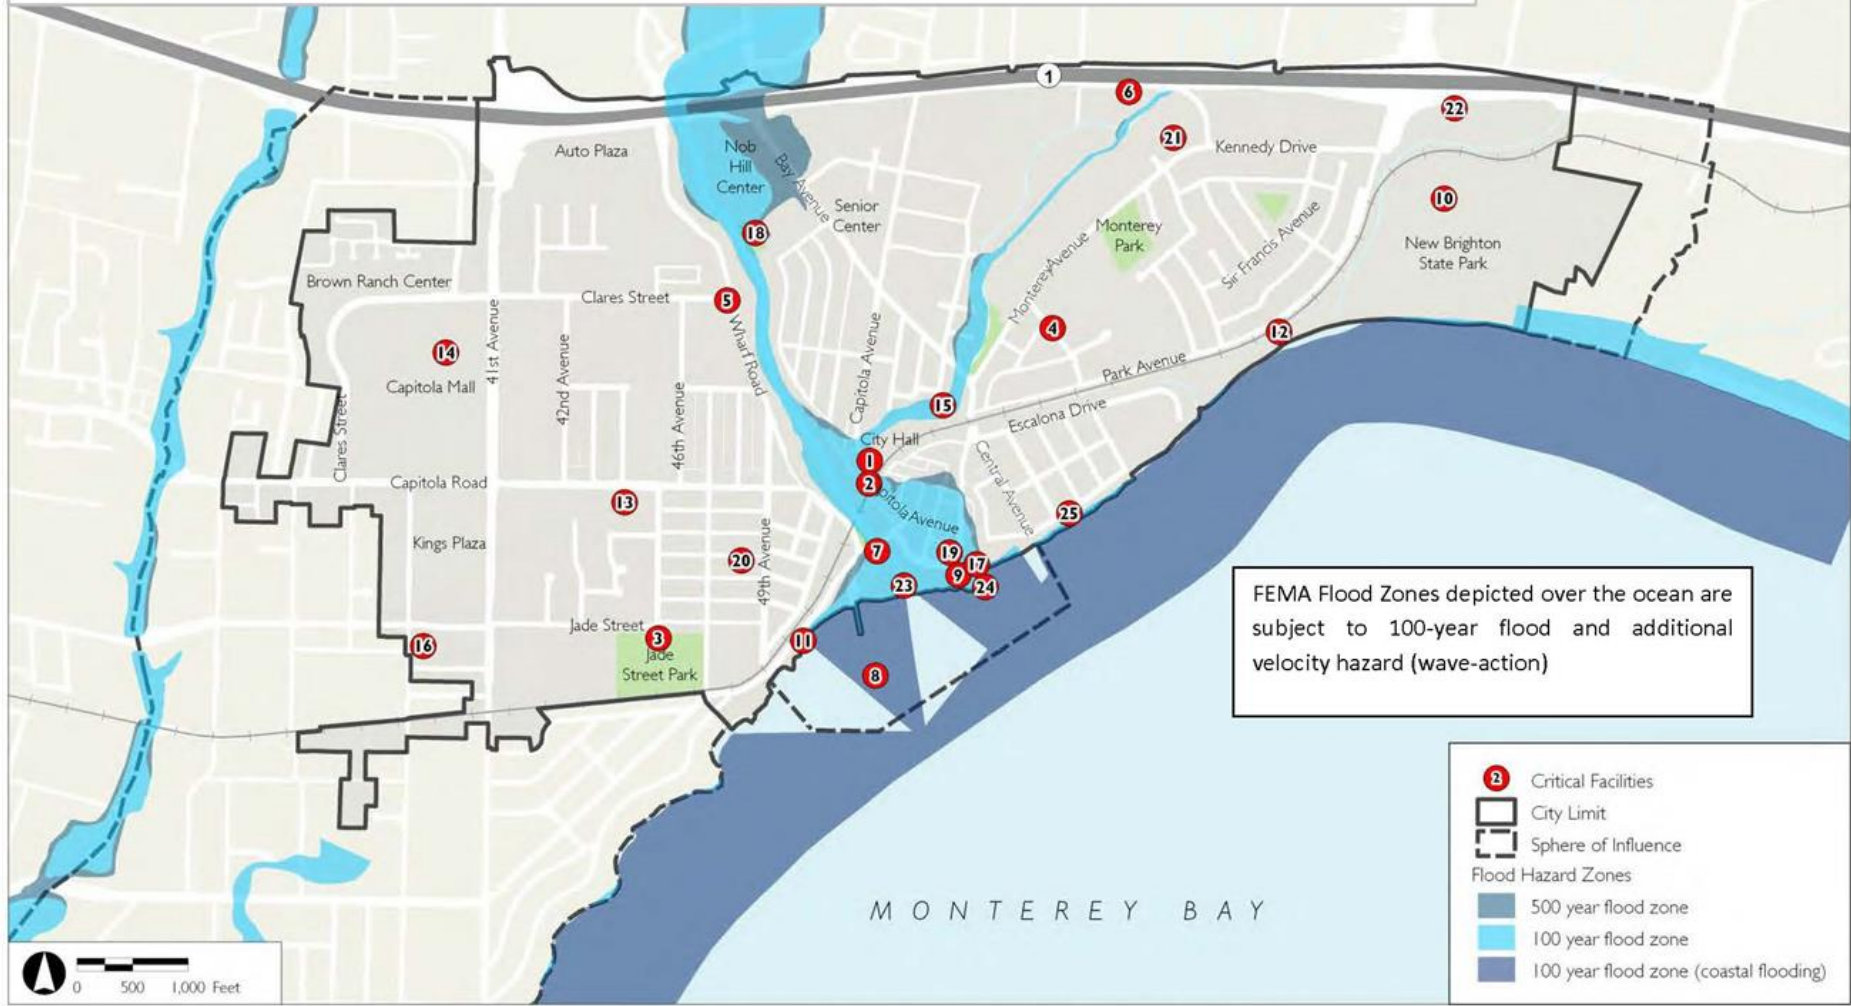 1
6
22
21
Auto Plaza
Nob
Hill
Center
Bay Avenue
Kennedy Drive
Senior
Center
10
18
Monterey
Park
Sir Francis Avenue
New Brighton
State Park
Brown Ranch Center
Clares Street
5
Monterey Avenue
4
12
41st Avenue
42nd Avenue
Wharf Road
Capitola Avenue
14
Capitola Mall
46th Avenue
Park Avenue
15
Escalona Drive
Clares Street
City Hall
1
2
Central Avenue
Capitola Road
13
pitola Avenue
25
Kings Plaza
20
49th Avenue
7
19
17
9
23
24
Jade Street
3
Jade
Street Park
16
11
8
FEMA Flood Zones depicted over the ocean are
subject to 100-year flood and additional
velocity hazard (wave-action)
MONTEREY BAY
2 Critical Facilities
City Limit
Sphere of Influence
Flood Hazard Zones
500 year flood zone
100 year flood zone
100 year flood zone (coastal flooding)
0 500 1,000 Feet